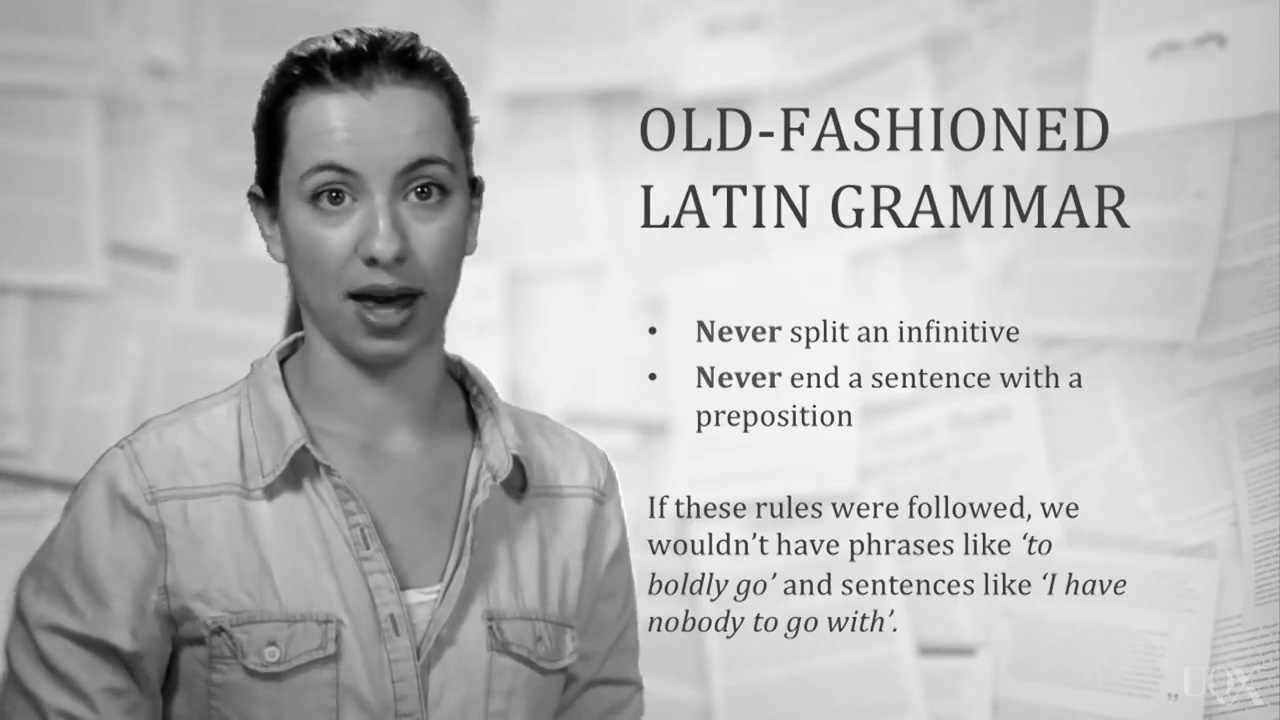 OLD-FASHIONED
LATIN GRAMMAR
• Never split an infinitive
• Never end a sentence with a
preposition
If these rules were followed, we
wouldn’t have phrases like ‘to
boldly go’ and sentences like ‘I have
nobody to go with’.
UQX